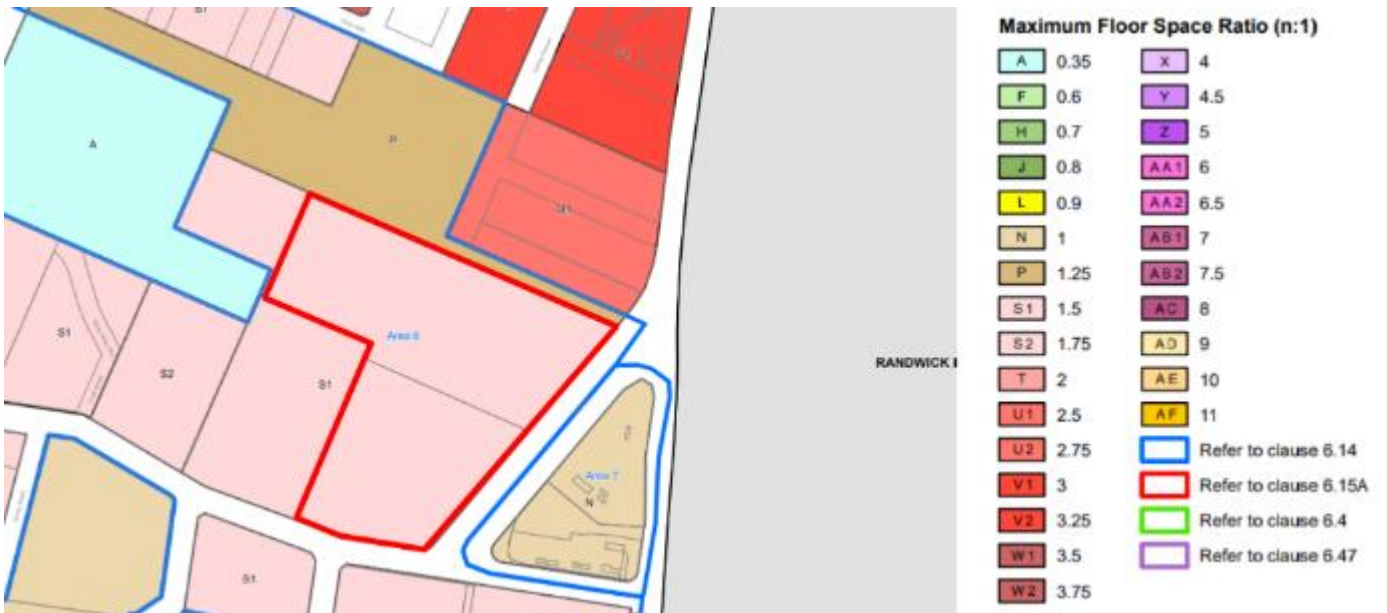 S1
A
P
S1
S2
S1
Area 6
RANDWICK
Area 7
N
S1
Maximum Floor Space Ratio (n:1)
A 0.35
F 0.6
H 0.7
J 0.8
L 0.9
N 1
P 1.25
S1 1.5
S2 1.75
T 2
U1 2.5
U2 2.75
V1 3
V2 3.25
W1 3.5
W2 3.75
X 4
Y 4.5
Z 5
AA1 6
AA2 6.5
AB1 7
AB2 7.5
AC 8
AD 9
AE 10
AF 11
Refer to clause 6.14
Refer to clause 6.15A
Refer to clause 6.4
Refer to clause 6.47